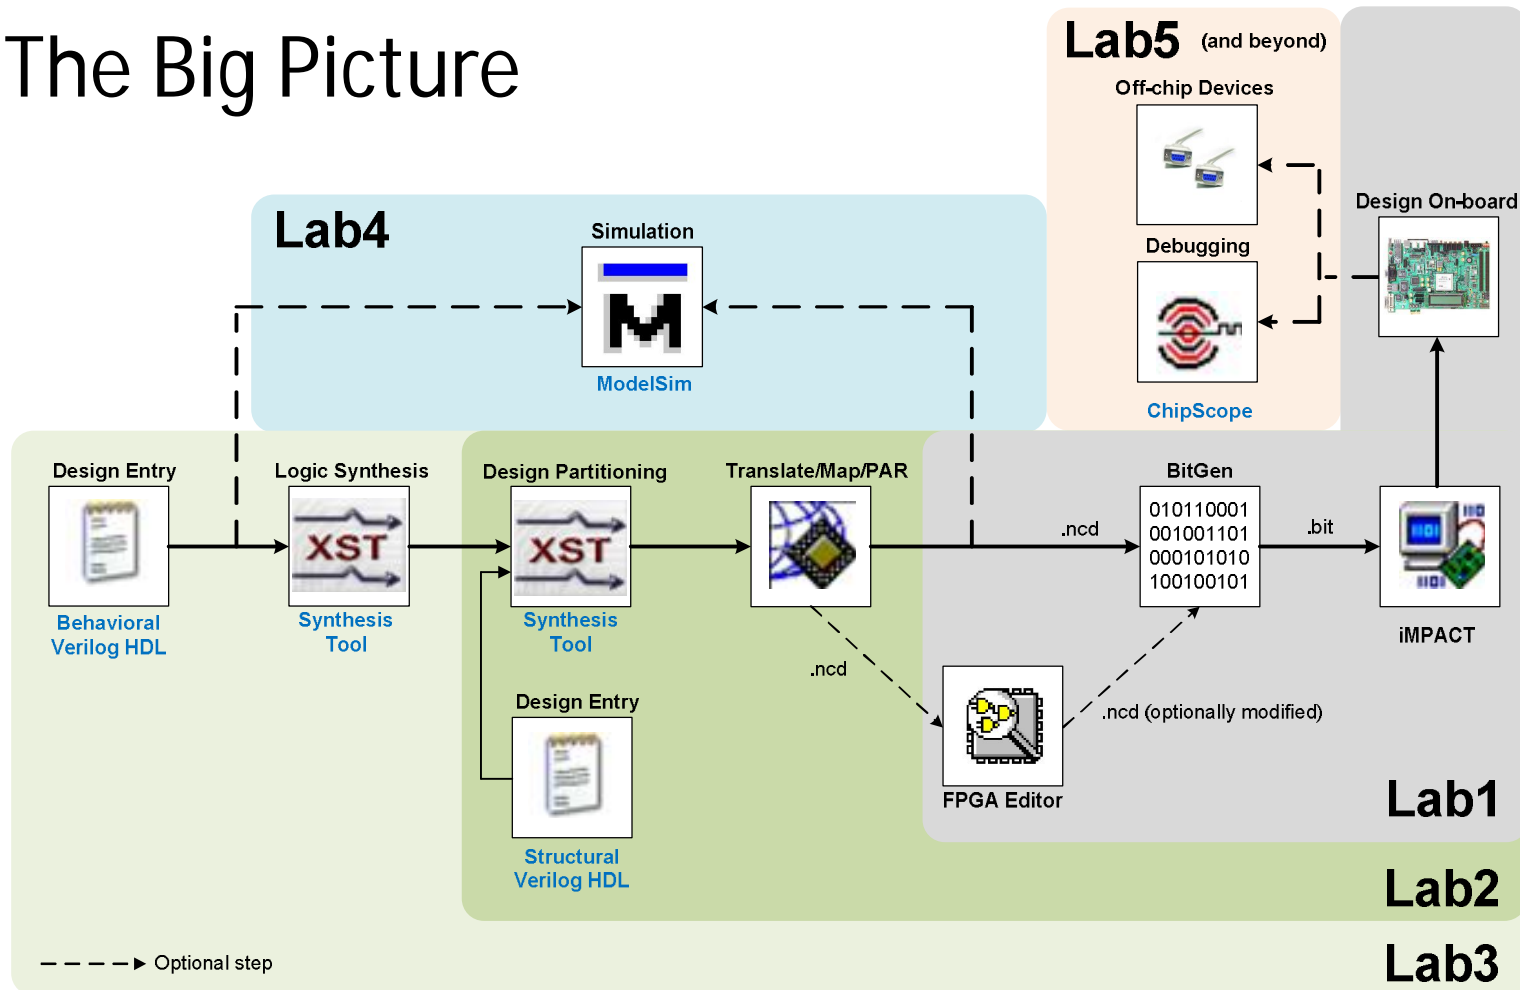 The Big Picture
Lab5 (and beyond)
Off-chip Devices
Design On-board
Lab4
Simulation
Debugging
ModelSim
ChipScope
Design Entry
Logic Synthesis
Design Partitioning
Translate/Map/PAR
BitGen
XST
XST
.ncd
010110001
001001101
000101010
100100101
.bit
1101
110
1101
Behavioral
Verilog HDL
Synthesis
Tool
Synthesis
Tool
iMPACT
.ncd
Design Entry
.ncd (optionally modified)
FPGA Editor
Lab1
Structural
Verilog HDL
Lab2
Optional step
Lab3